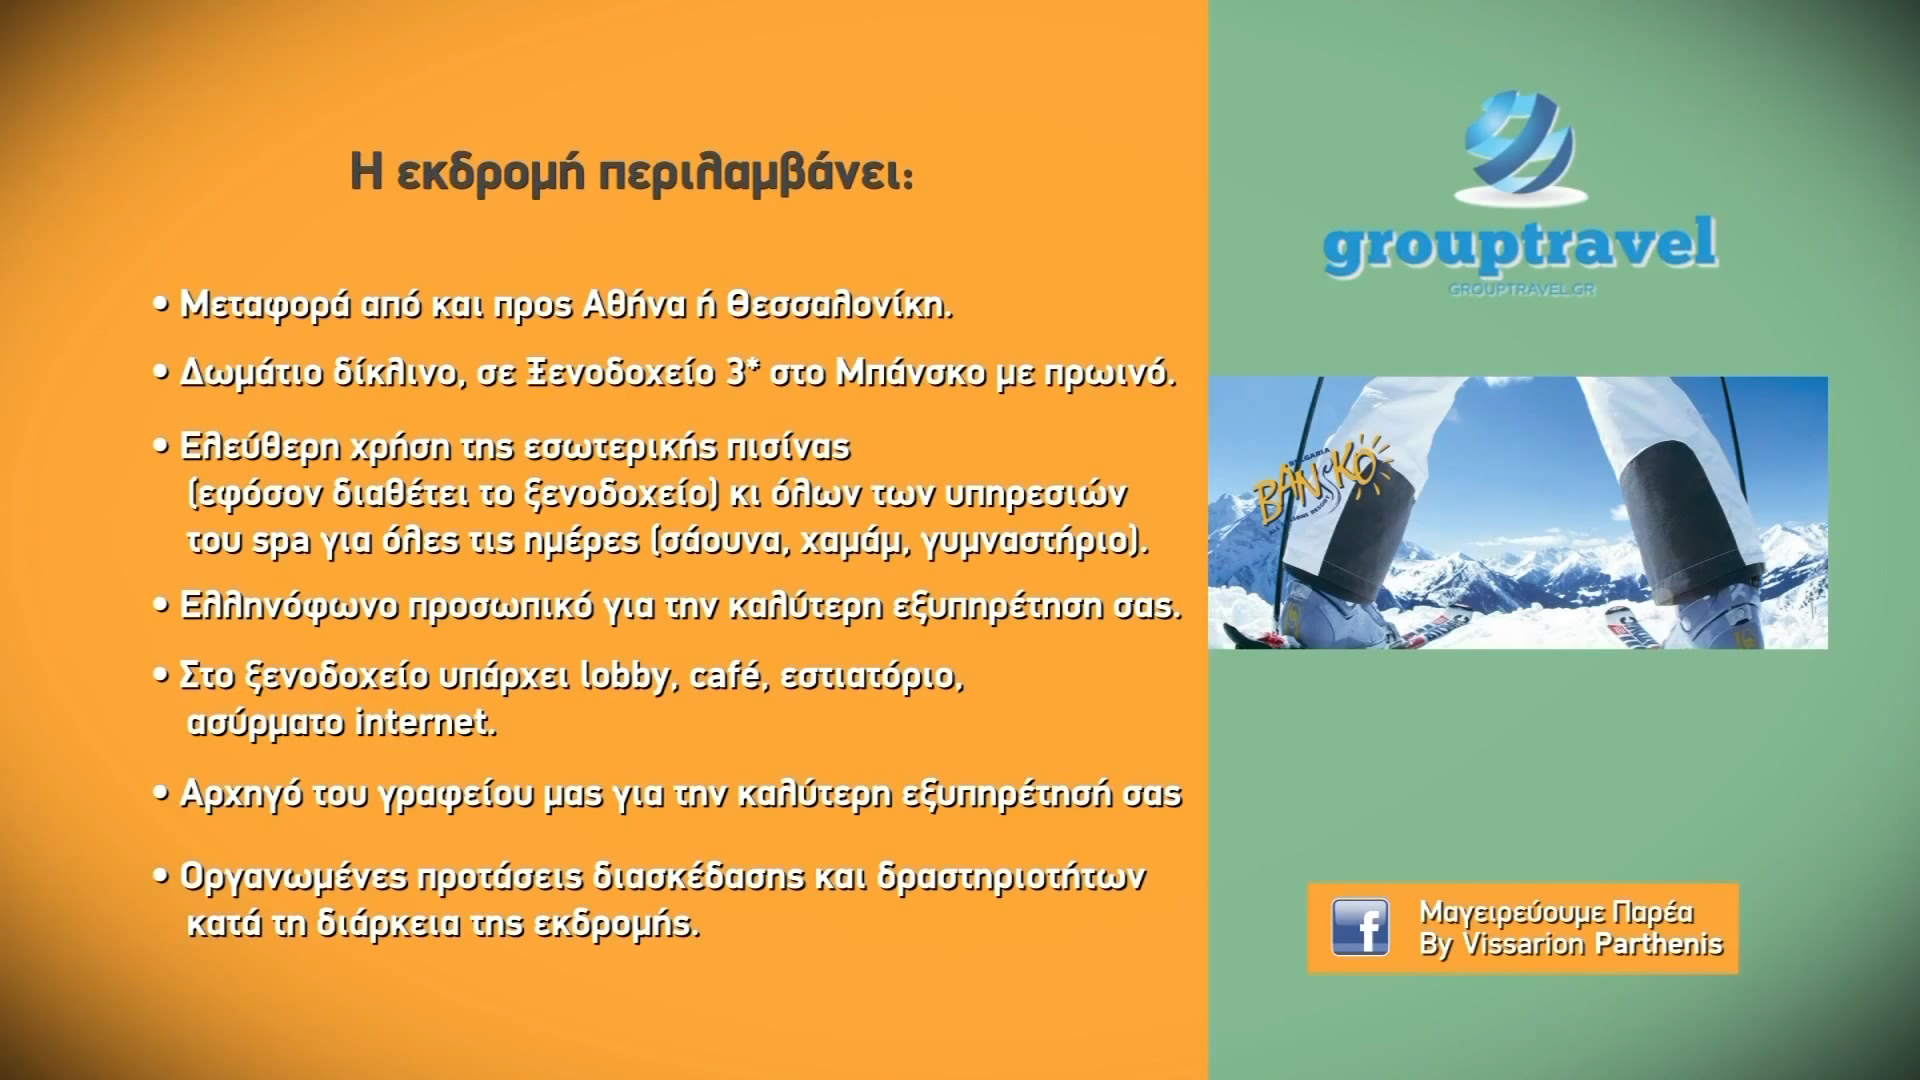 Η εκδρομή περιλαμβάνει:
• Μεταφορά από και προς Αθήνα ή Θεσσαλονίκη.
• Δωμάτιο δίκλινο, σε Ξενοδοχείο 3* στο Μπάνσκο με πρωινό.
• Ελεύθερη χρήση της εσωτερικής πισίνας
(εφόσον διαθέτει το ξενοδοχείο) κι όλων των υπηρεσιών
του spa για όλες τις ημέρες (σάουνα, χαμάμ, γυμναστήριο).
• Ελληνόφωνο προσωπικό για την καλύτερη εξυπηρέτηση σας.
• Στο ξενοδοχείο υπάρχει lobby, café, εστιατόριο,
ασύρματο internet.
• Αρχηγό του γραφείου μας για την καλύτερη εξυπηρέτησή σας
• Οργανωμένες προτάσεις διασκέδασης και δραστηριοτήτων
κατά τη διάρκεια της εκδρομής.
grouptravel
GROUPTRAVEL.GR
BULGARIA
BANSKO
Μαγειρεύουμε Παρέα
By Vissarion Parthenis